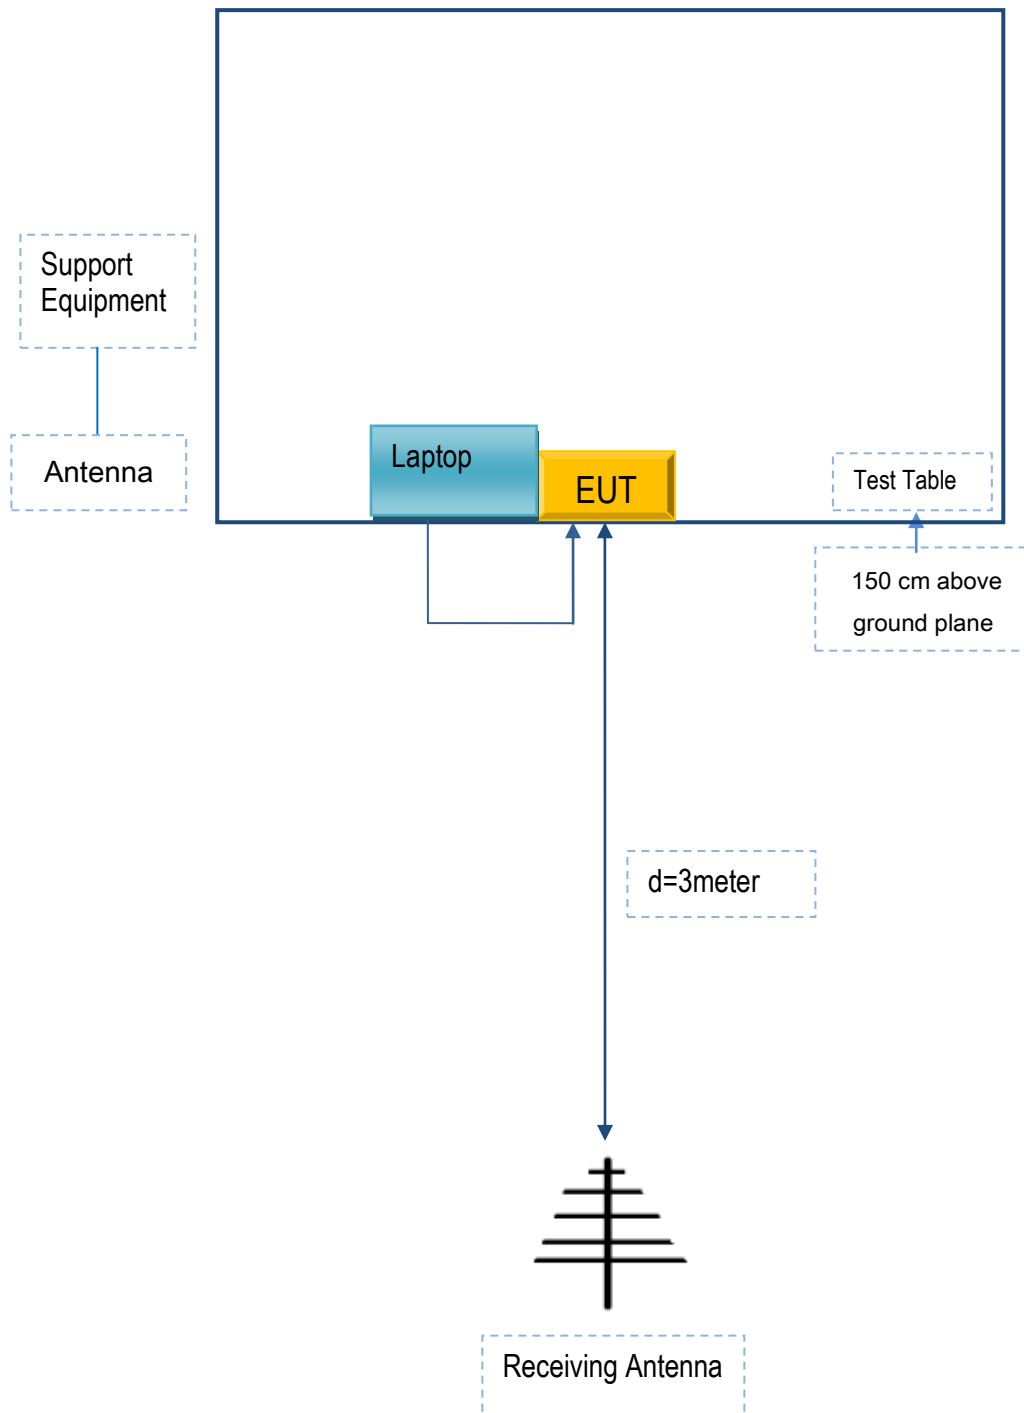 Support
Equipment
Antenna
Laptop
EUT
Test Table
150 cm above
ground plane
d=3meter
Receiving Antenna